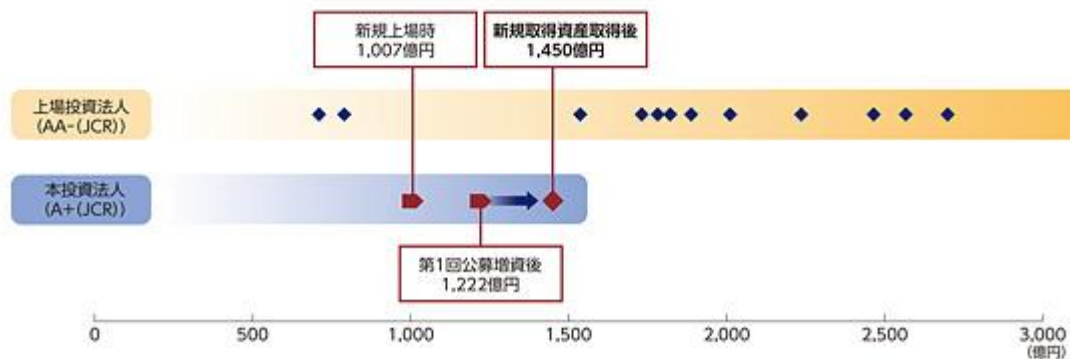 新規上場時
1,007億円
新規取得資産取得後
1,450億円
上場投資法人
(AA-(JCR))
本投資法人
(A+(JCR))
第1回公募増資後
1,222億円
0 500 1,000 1,500 2,000 2,500 3,000
(億円)